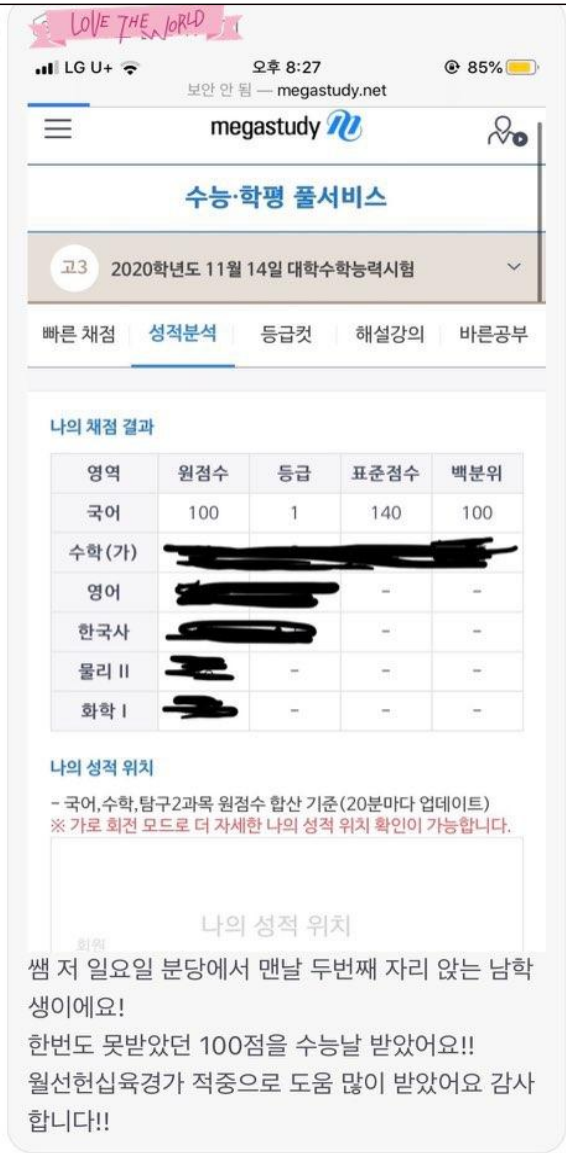 LOVE THE WORLD
LG U+ 오후 8:27 85%
보안 안 됨 — megastudy.net
megastudy
수능·학평 풀서비스
고3 2020학년도 11월 14일 대학수학능력시험
빠른 채점 성적분석 등급컷 해설강의 바른공부
나의 채점 결과
영역 원점수 등급 표준점수 백분위
국어 100 1 140 100
수학(가)
영어 - -
한국사 - -
물리 II - - -
화학 I - - -
나의 성적 위치
- 국어,수학,탐구2과목 원점수 합산 기준(20분마다 업데이트)
※ 가로 회전 모드로 더 자세한 나의 성적 위치 확인이 가능합니다.
나의 성적 위치
회원
쌤 저 일요일 분당에서 맨날 두번째 자리 앉는 남학
생이에요!
한번도 못받았던 100점을 수능날 받았어요!!
월선헌십육경가 적중으로 도움 많이 받았어요 감사
합니다!!